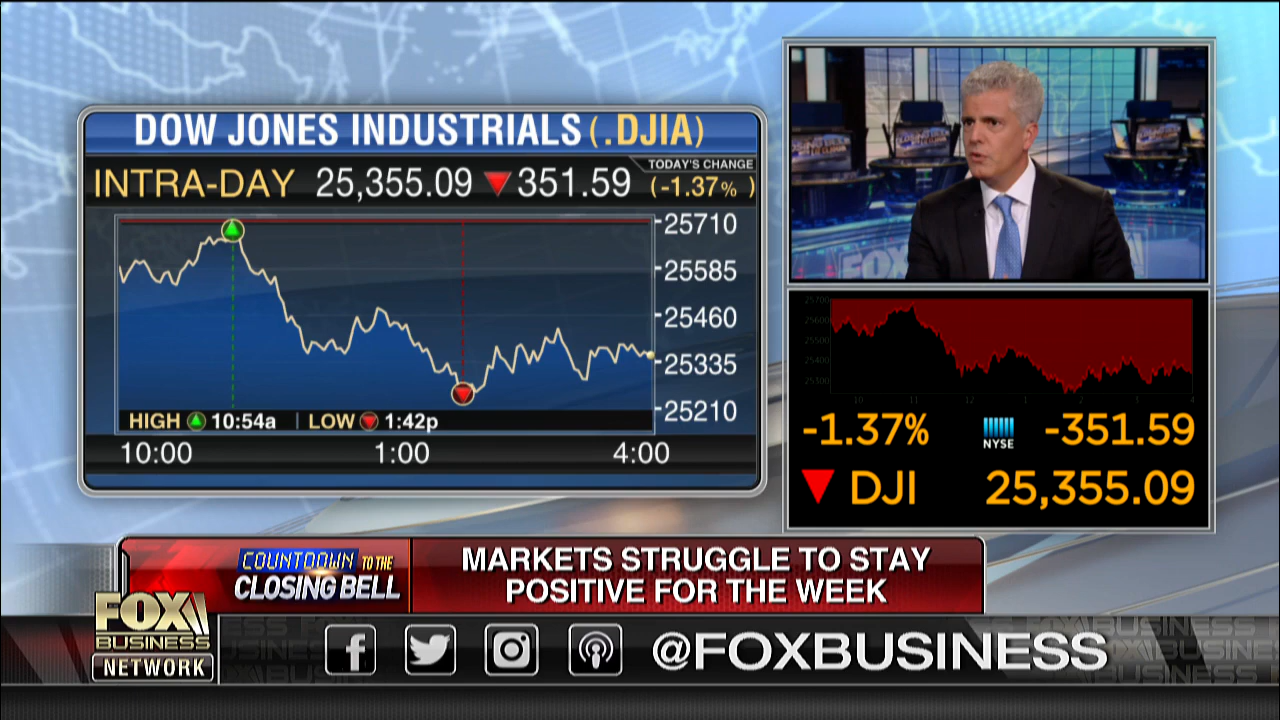 DOW JONES INDUSTRIALS (.DJIA)
TODAY'S CHANGE
INTRA-DAY 25,355.09 ▼ 351.59 (-1.37% )
25710
25585
25460
25335
25210
HIGH 10:54a | LOW 1:42p
10:00 1:00 4:00
FOX
-1.37% NYSE -351.59
▼ DJI 25,355.09
COUNTDOWN TO THE
CLOSING BELL
MARKETS STRUGGLE TO STAY
POSITIVE FOR THE WEEK
FOX
BUSINESS
NETWORK
@FOXBUSINESS